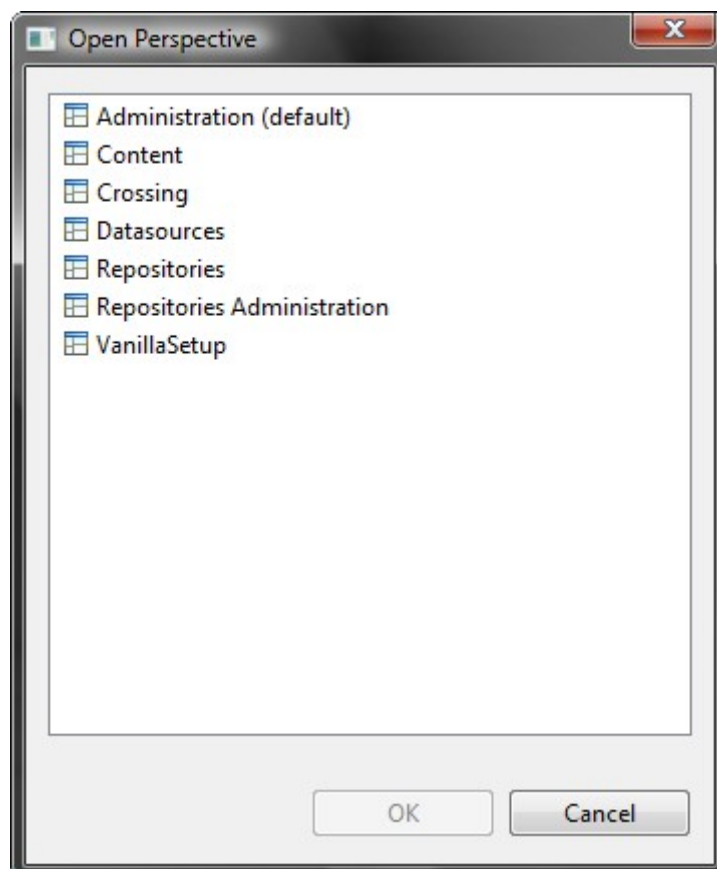 Open Perspective
Administration (default)
Content
Crossing
Datasources
Repositories
Repositories Administration
VanillaSetup
OK
Cancel